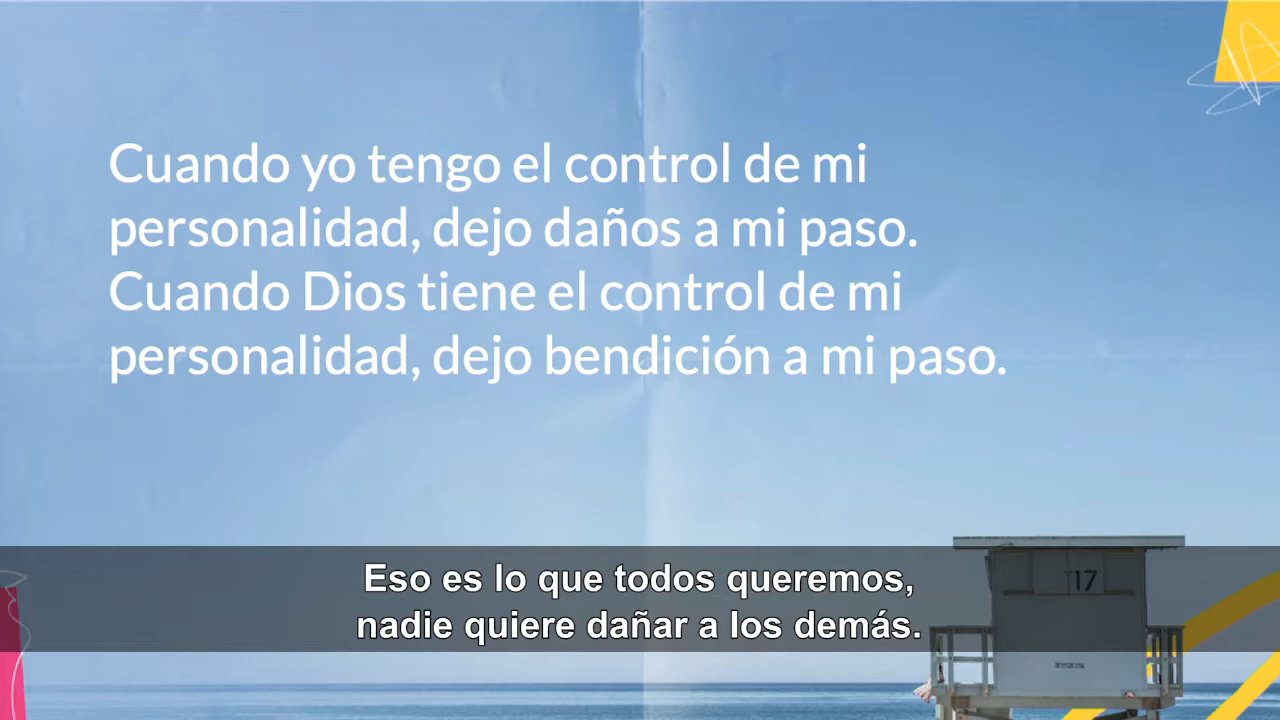 Cuando yo tengo el control de mi
personalidad, dejo daños a mi paso.
Cuando Dios tiene el control de mi
personalidad, dejo bendición a mi paso.
Eso es lo que todos queremos,
nadie quiere dañar a los demás.
17